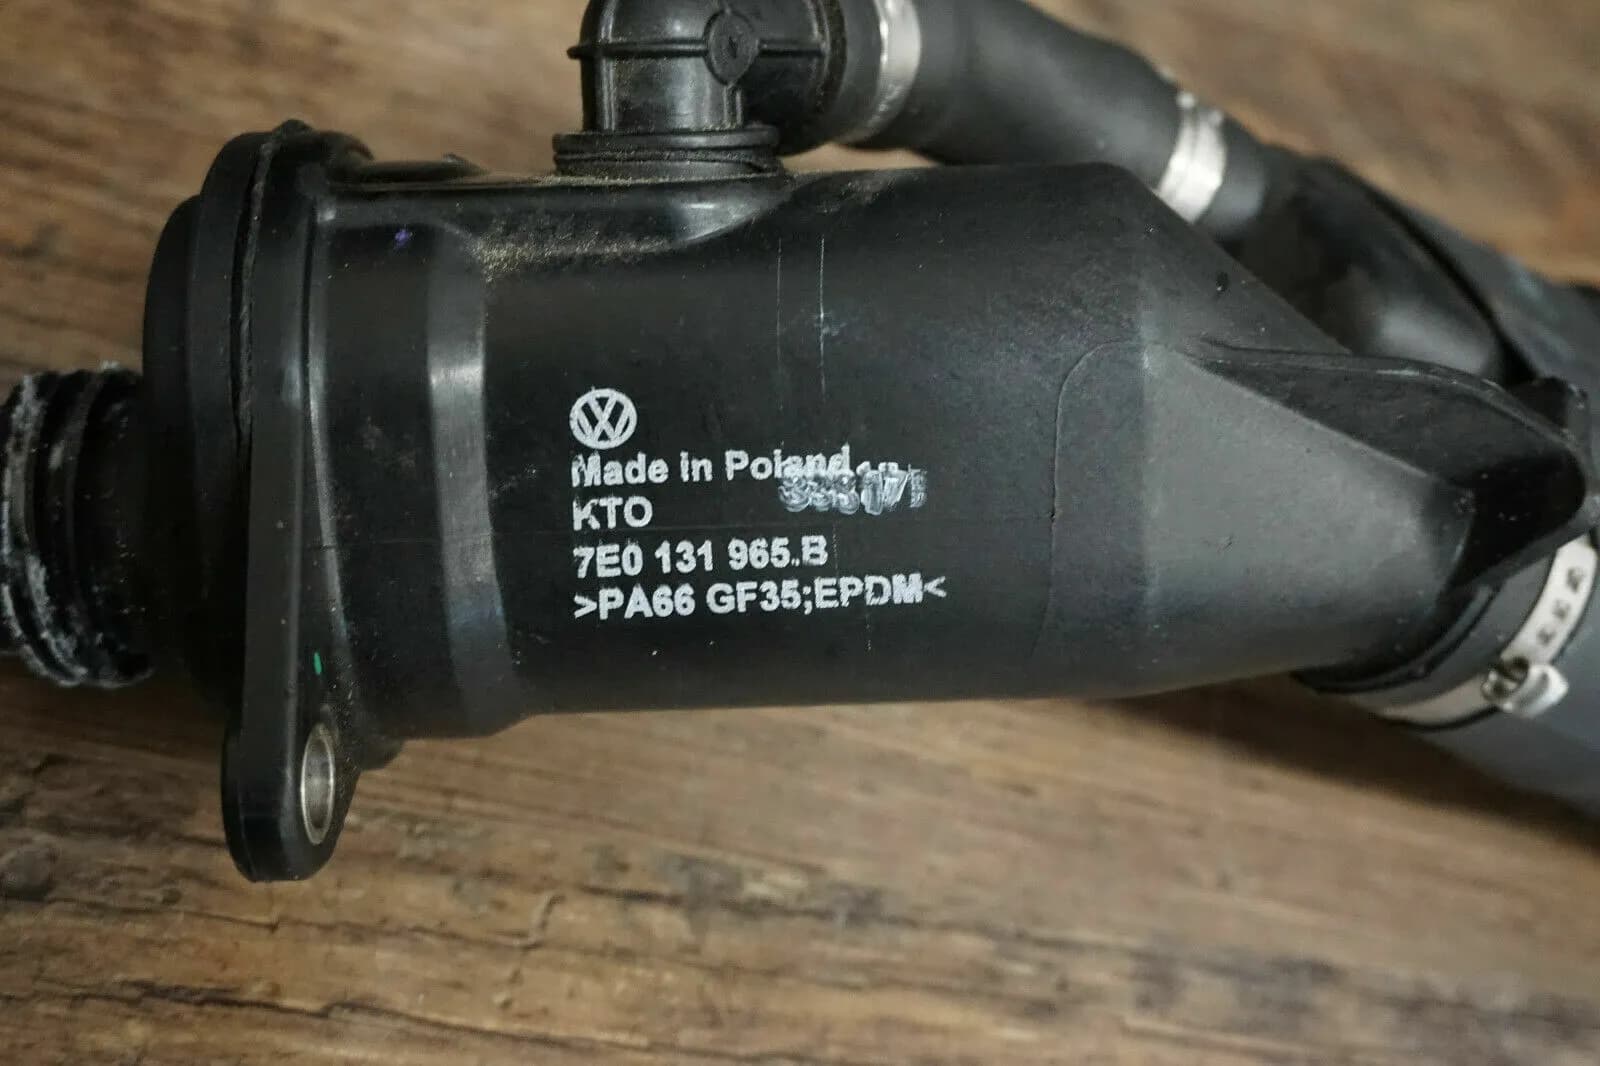 Made in Poland
KTO
7E0 131 965.B
>PA66 GF35;EPDM<